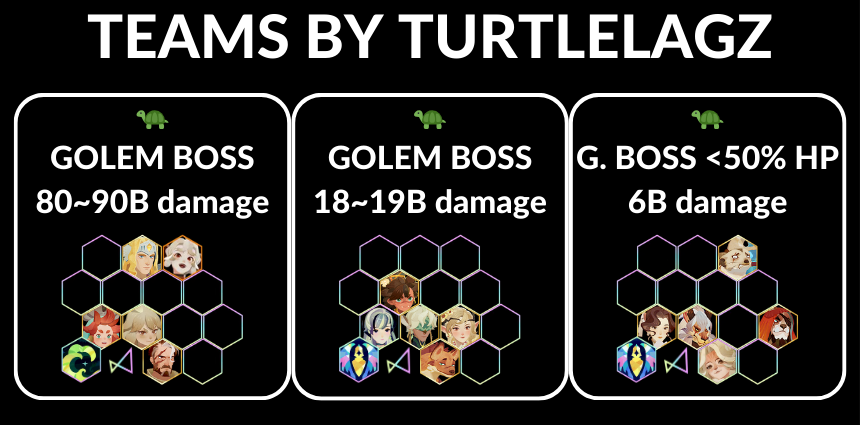 TEAMS BY TURTLELAGZ
GOLEM BOSS
80~90B damage
GOLEM BOSS
18~19B damage
G. BOSS <50% HP
6B damage